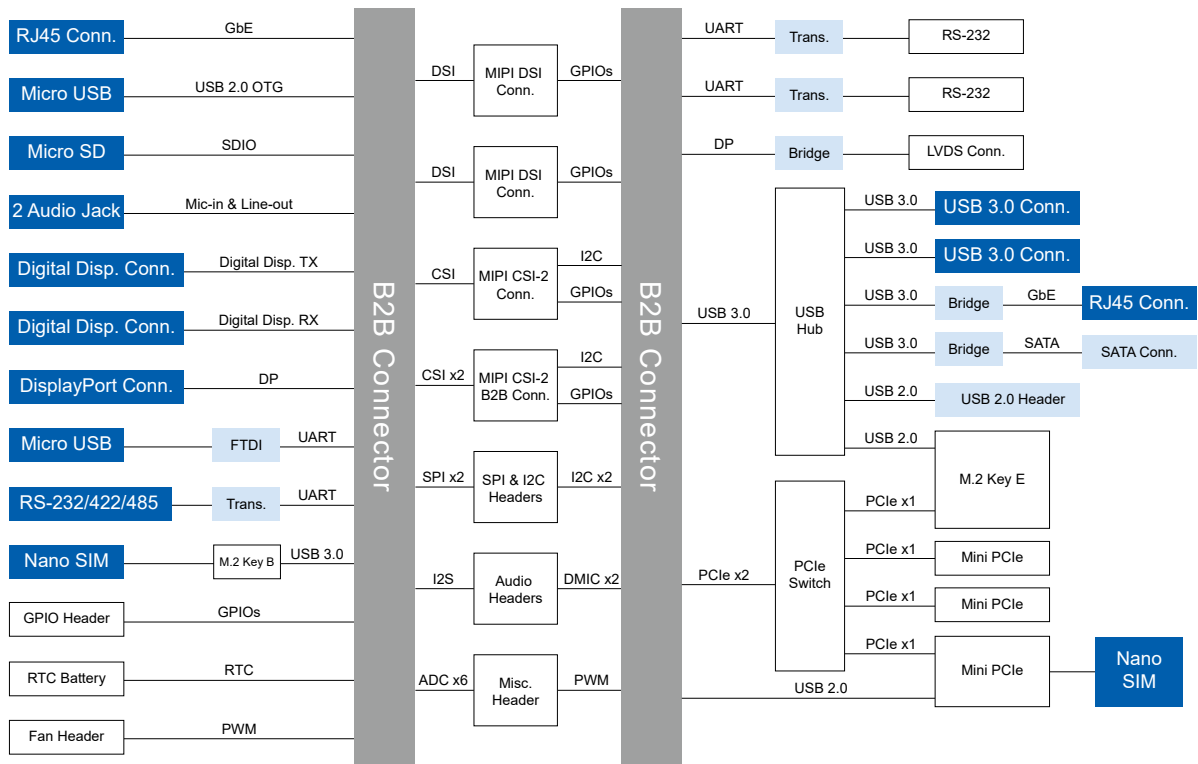 RJ45 Conn.
GbE
Micro USB
USB 2.0 OTG
Micro SD
SDIO
2 Audio Jack
Mic-in & Line-out
Digital Disp. Conn.
Digital Disp. TX
Digital Disp. Conn.
Digital Disp. RX
DisplayPort Conn.
DP
Micro USB
FTDI
UART
RS-232/422/485
Trans.
UART
Nano SIM
M.2 Key B
USB 3.0
GPIO Header
GPIOs
RTC Battery
RTC
Fan Header
PWM
B2B Connector
DSI
MIPI DSI
Conn.
GPIOs
DSI
MIPI DSI
Conn.
GPIOs
CSI
MIPI CSI-2
Conn.
I2C
GPIOs
CSI x2
MIPI CSI-2
B2B Conn.
I2C
GPIOs
SPI x2
SPI & I2C
Headers
I2C x2
I2S
Audio
Headers
DMIC x2
ADC x6
Misc.
Header
PWM
B2B Connector
UART
Trans.
RS-232
UART
Trans.
RS-232
DP
Bridge
LVDS Conn.
USB 3.0
USB
Hub
USB 3.0
USB 3.0 Conn.
USB 3.0
USB 3.0 Conn.
USB 3.0
Bridge
GbE
RJ45 Conn.
USB 3.0
Bridge
SATA
SATA Conn.
USB 2.0
USB 2.0 Header
USB 2.0
M.2 Key E
PCIe x2
PCIe
Switch
PCIe x1
PCIe x1
Mini PCIe
PCIe x1
Mini PCIe
PCIe x1
Mini PCIe
USB 2.0
Nano
SIM